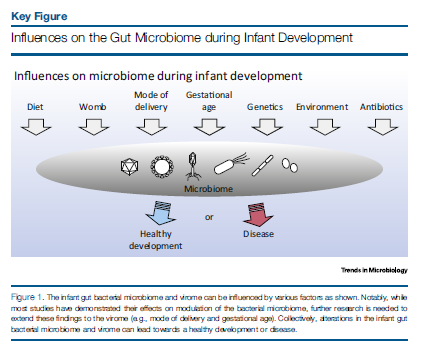 Key Figure
Influences on the Gut Microbiome during Infant Development
Influences on microbiome during infant development
Diet Womb Mode of delivery Gestational age Genetics Environment Antibiotics
Microbiome
Healthy development or Disease
Trends in Microbiology
Figure 1. The infant gut bacterial microbiome and virome can be influenced by various factors as shown. Notably, while
most studies have demonstrated their effects on modulation of the bacterial microbiome, further research is needed to
extend these findings to the virome (e.g., mode of delivery and gestational age). Collectively, alterations in the infant gut
bacterial microbiome and virome can lead towards a healthy development or disease.